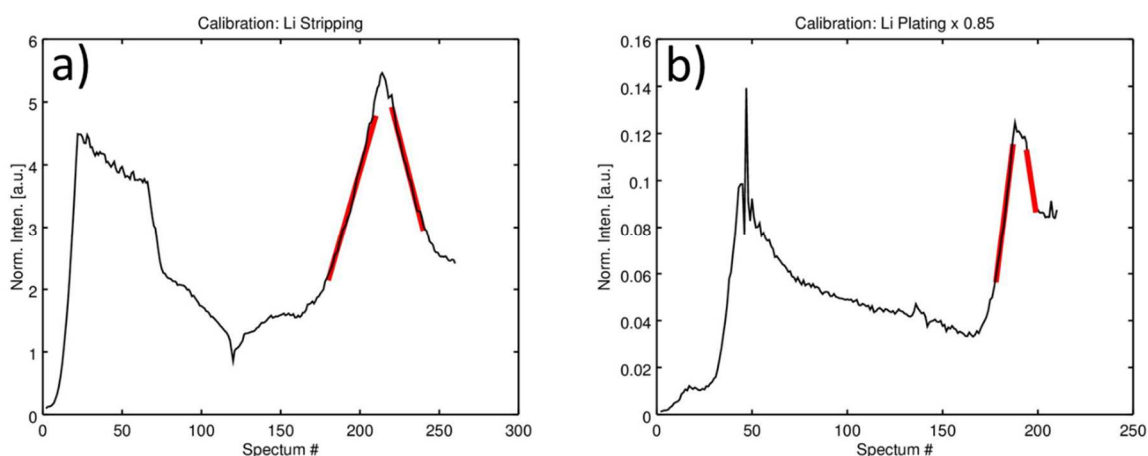 Calibration: Li Stripping
a)
6
5
4
3
2
1
0
Norm. Inten. [a.u.]
0 50 100 150 200 250 300
Spectum #
Calibration: Li Plating x 0.85
b)
0.16
0.14
0.12
0.1
0.08
0.06
0.04
0.02
0
Norm. Inten. [a.u.]
0 50 100 150 200 250
Spectum #